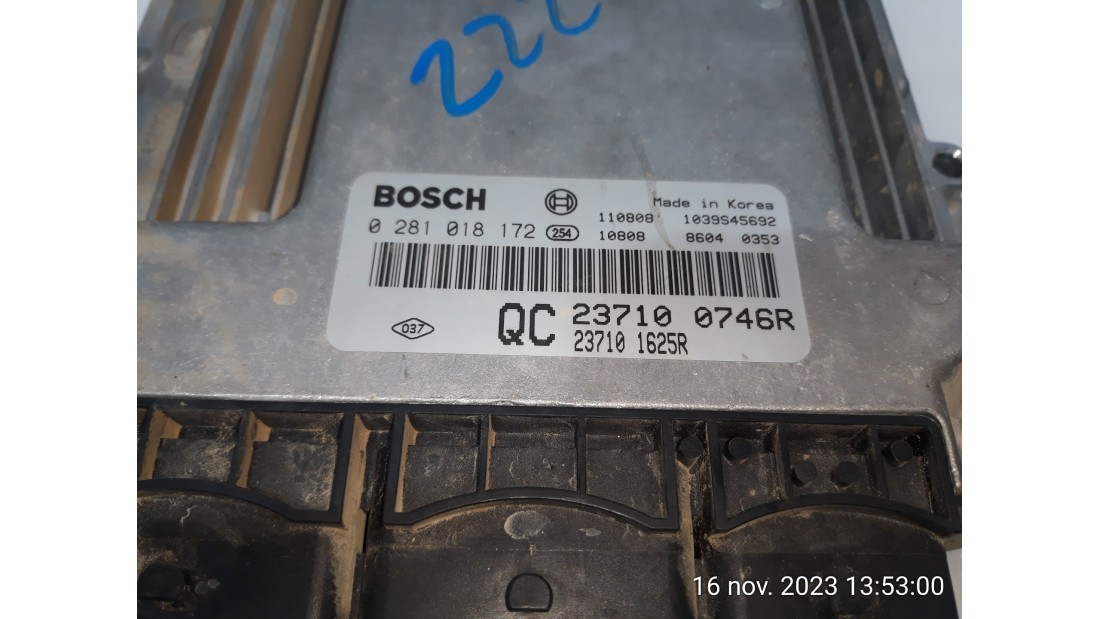 222
BOSCH
Made in Korea
110808 1039S45692
0 281 018 172 254 10808 8604 0353
037
QC 23710 0746R
23710 1625R
16 nov. 2023 13:53:00